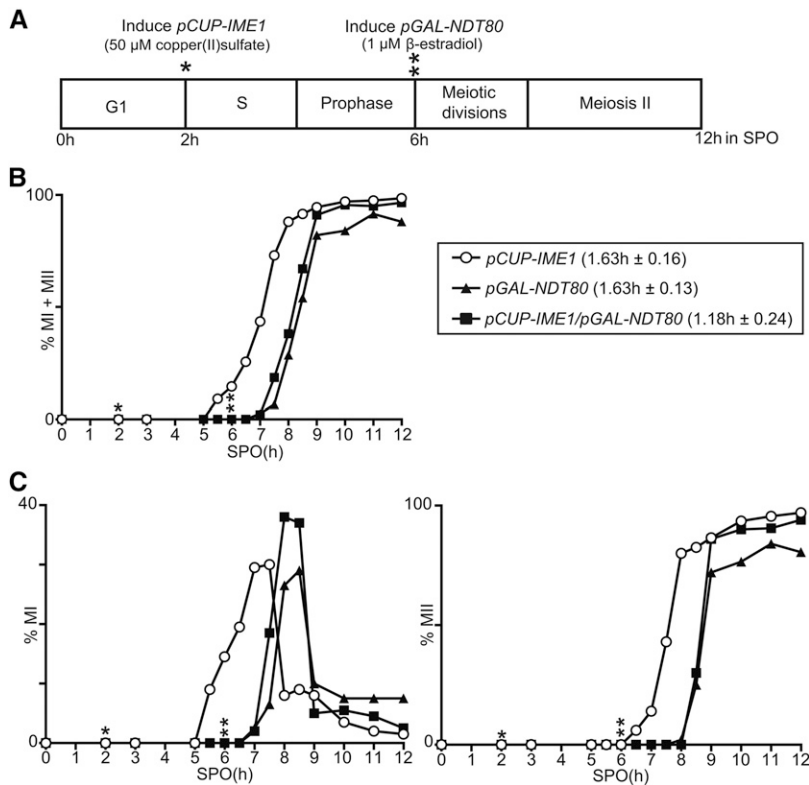 A
Induce pCUP-IME1
(50 µM copper(II)sulfate)
*
Induce pGAL-NDT80
(1 µM β-estradiol)
**
G1
S
Prophase
Meiotic
divisions
Meiosis II
0h
2h
6h
12h in SPO
B
100
0
% MI + MII
*
**
0 1 2 3 4 5 6 7 8 9 10 11 12
SPO(h)
pCUP-IME1 (1.63h ± 0.16)
pGAL-NDT80 (1.63h ± 0.13)
pCUP-IME1/pGAL-NDT80 (1.18h ± 0.24)
C
40
0
% MI
*
**
0 1 2 3 4 5 6 7 8 9 10 11 12
SPO(h)
100
0
% MII
*
**
0 1 2 3 4 5 6 7 8 9 10 11 12
SPO(h)